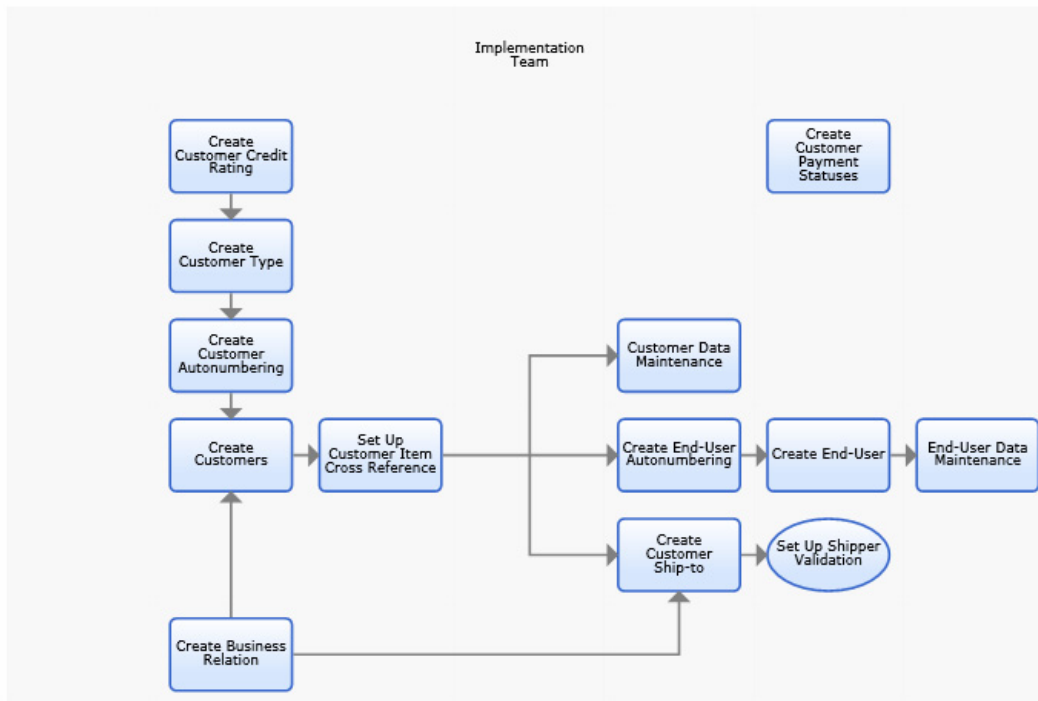 Implementation
Team
Create
Customer Credit
Rating
Create
Customer
Payment
Statuses
Create
Customer Type
Create
Customer
Autonumbering
Customer Data
Maintenance
Create
Customers
Set Up
Customer Item
Cross Reference
Create End-User
Autonumbering
Create End-User
End-User Data
Maintenance
Create
Customer
Ship-to
Set Up Shipper
Validation
Create Business
Relation